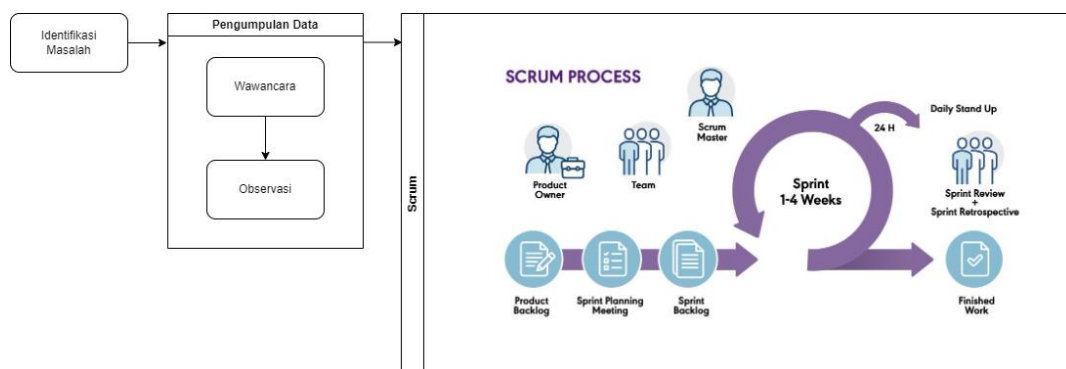 Identifikasi
Masalah
Pengumpulan Data
Wawancara
Observasi
Scrum
SCRUM PROCESS
Product
Owner
Team
Scrum
Master
Sprint
1-4 Weeks
24 H
Daily Stand Up
Sprint Review
+
Sprint Retrospective
Product
Backlog
Sprint Planning
Meeting
Sprint
Backlog
Finished
Work